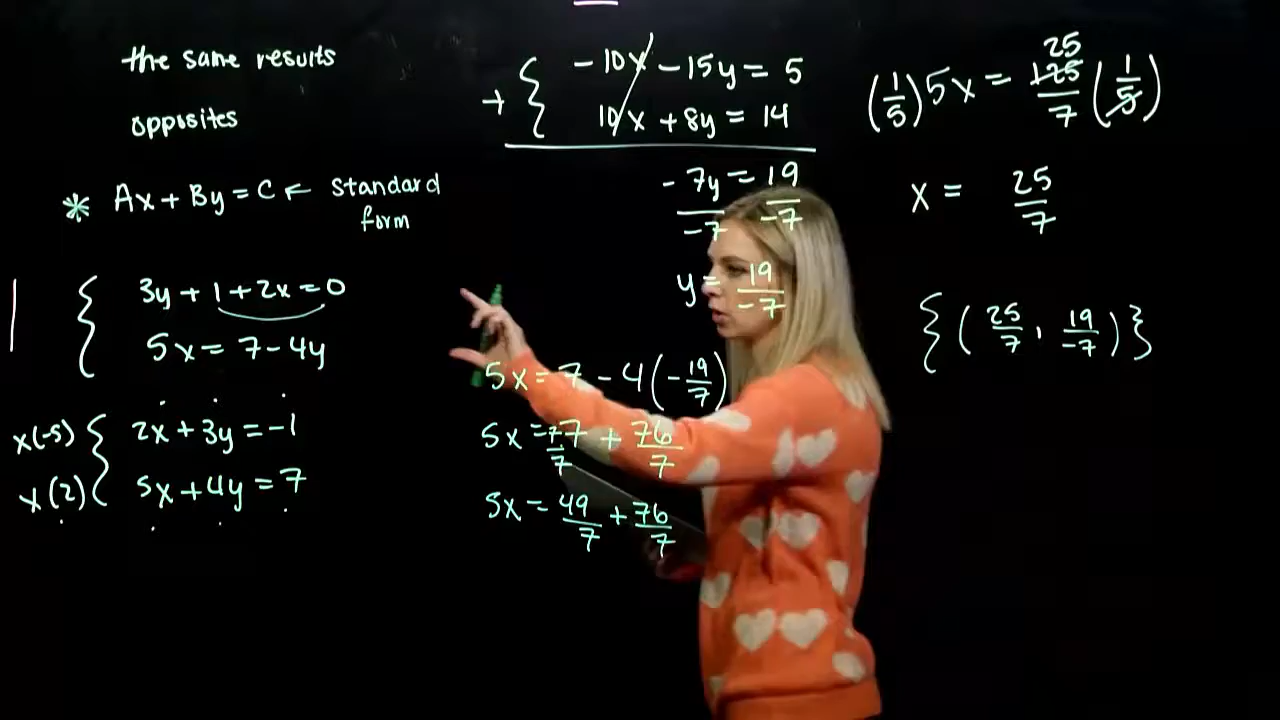 the same results
opposites
* Ax + By = C ← standard
form
{ 3y + 1 + 2x = 0
5x = 7 - 4y
x(-5) { 2x + 3y = -1
x(2) 5x + 4y = 7
+ { -10x - 15y = 5
10x + 8y = 14
-7y = 19
-7 -7
y = 19/-7
5x = 7 - 4(-19/7)
5x = 7·7/7 + 76/7
5x = 49/7 + 76/7
25
(1/5) 5x = 125/7 (1/5)
x = 25/7
{(25/7, 19/-7)}